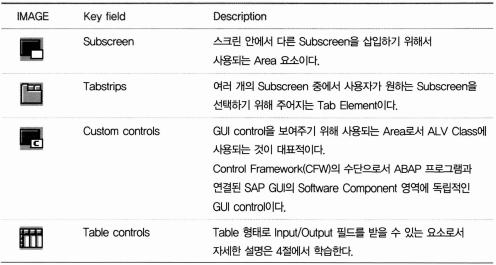 IMAGE Key field Description
Subscreen 스크린 안에서 다른 Subscreen을 삽입하기 위해서
사용되는 Area 요소이다.
Tabstrips 여러 개의 Subscreen 중에서 사용자가 원하는 Subscreen을
선택하기 위해 주어지는 Tab Element이다.
C
Custom controls GUI control을 보여주기 위해 사용되는 Area로서 ALV Class에
사용되는 것이 대표적이다.
Control Framework(CFW)의 수단으로서 ABAP 프로그램과
연결된 SAP GUI의 Software Component 영역에 독립적인
GUI control이다.
Table controls Table 형태로 Input/Output 필드를 받을 수 있는 요소로서
자세한 설명은 4절에서 학습한다.